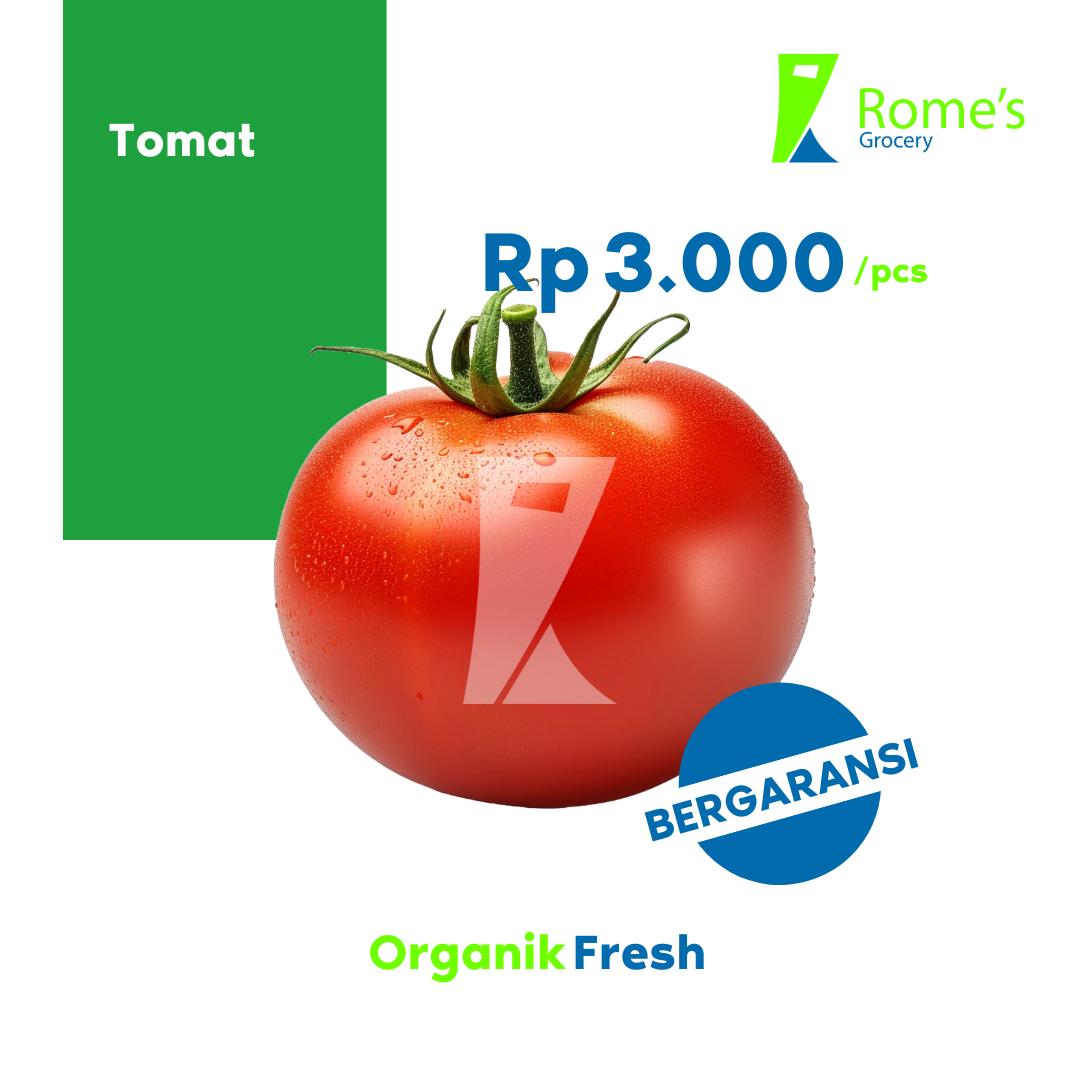 Tomat
Rome's
Grocery
Rp 3.000 /pcs
BERGARANSI
Organik Fresh